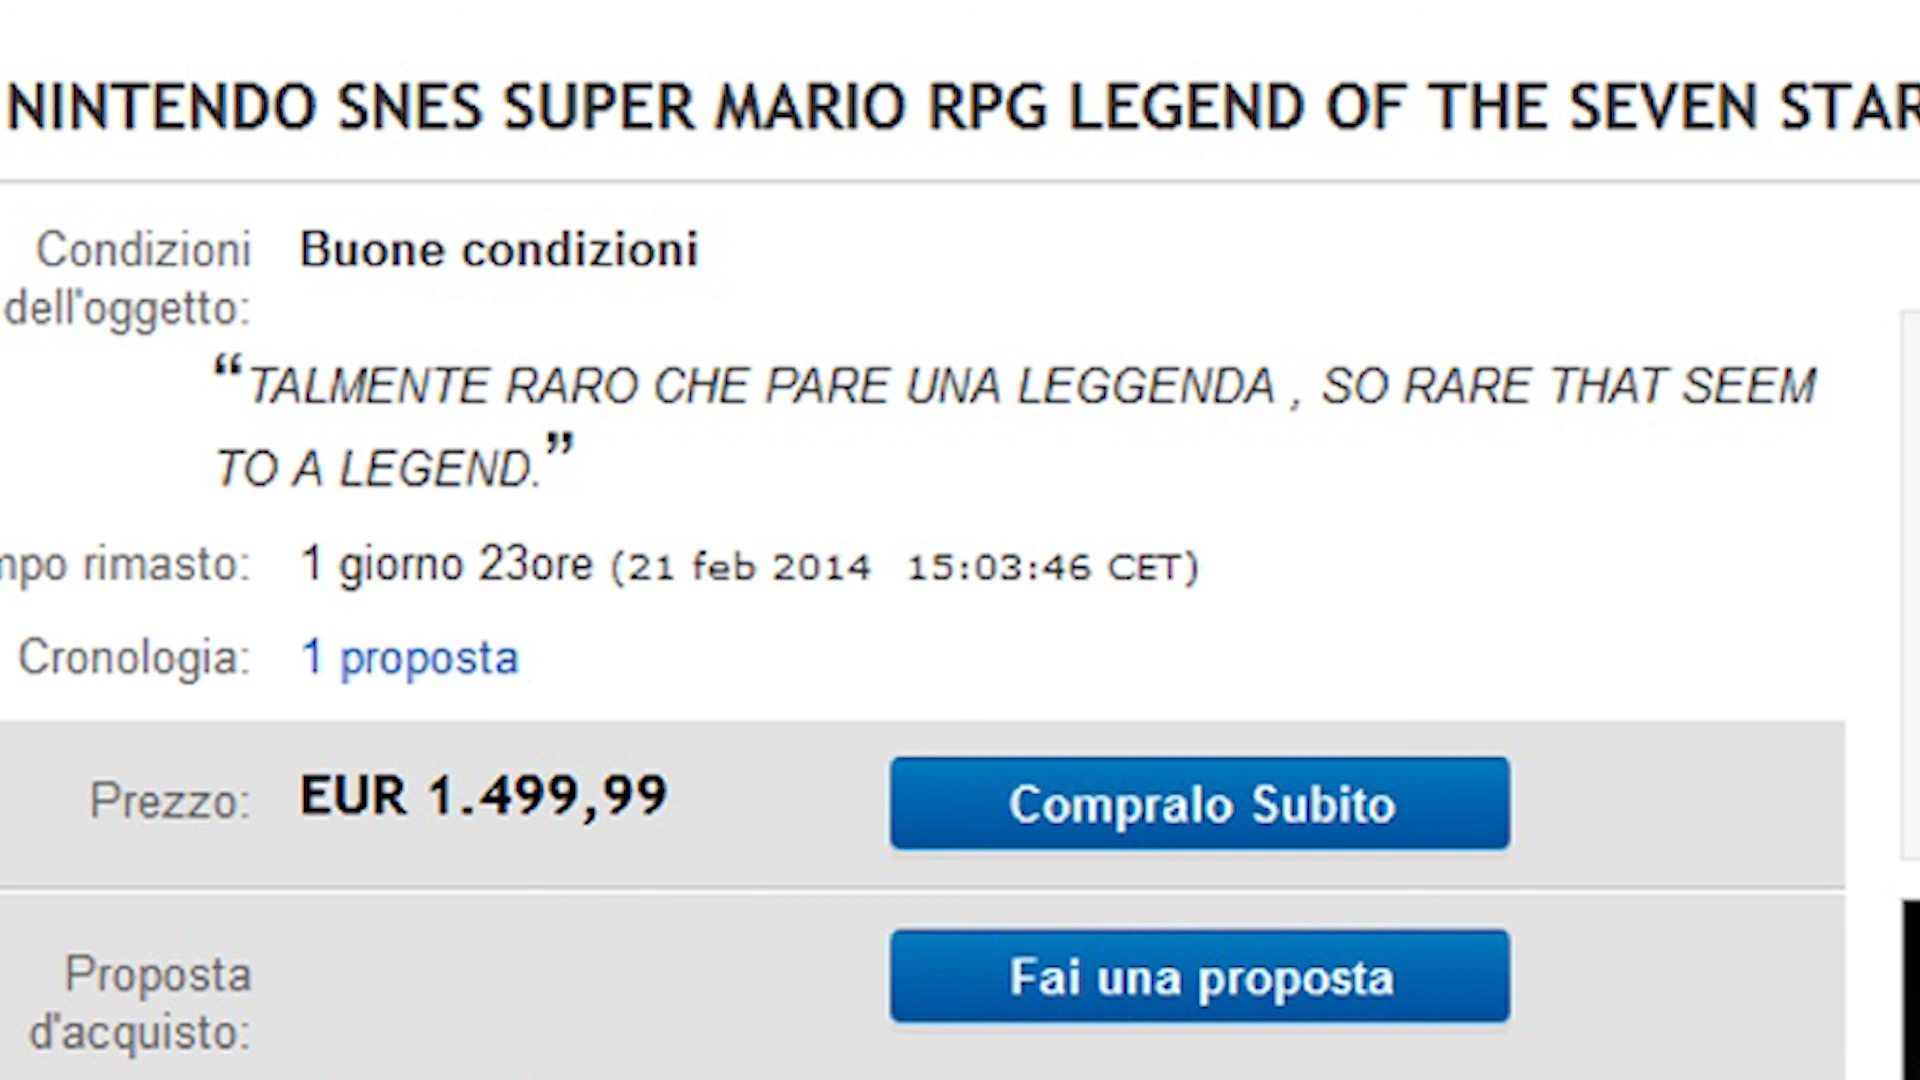 NINTENDO SNES SUPER MARIO RPG LEGEND OF THE SEVEN STAR
Condizioni Buone condizioni
dell'oggetto:
“TALMENTE RARO CHE PARE UNA LEGGENDA , SO RARE THAT SEEM
TO A LEGEND.”
mpo rimasto: 1 giorno 23ore (21 feb 2014 15:03:46 CET)
Cronologia: 1 proposta
Prezzo: EUR 1.499,99 Compralo Subito
Proposta Fai una proposta
d'acquisto: